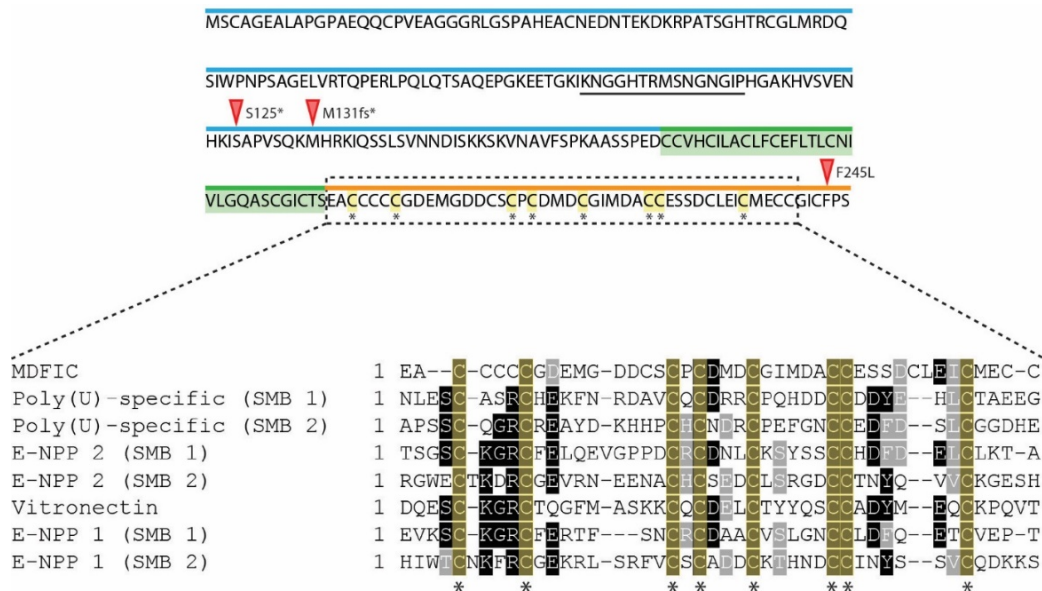 MSCAGEALAPGPAEQQCPVEAGGGRLGSPAHEACNEDNTEKDKRPATSGHTRCGLMRDQ
SIWPNPSAGELVRTQPERLPQLQTSAQEPGKEETGKIKNGGHTRMSNGNGIPHGAKHVSVEN
S125* M131fs*
HKISAPVSQKMHRKIQSSLSVNNDISKKSKVNAVFSPKAASSPEDCCVHCILACLFCEFLTLCNI
F245L
VLGQASCGICTSEACCCCCGDEMGDDCSCPCDMDCGIMDACCESSDCLEICMECCGICFPS
* * * * * * * *
MDFIC 1 EA--C-CCCCGDEMG-DDCSCPCDMDCGIMDACCESSDCLEICMEC-C
Poly(U)-specific (SMB 1) 1 NLESC-ASRCHEKFN-RDAVCQCDRRCPQHDDCCDDYE--HLCTAEEG
Poly(U)-specific (SMB 2) 1 APSSC-QGRCREAYD-KHHPCHCNDRCPEFGNCCEDFD--SLCGGDHE
E-NPP 2 (SMB 1) 1 TSGSC-KGRCFELQEVGPPDCRCDNLCKSYSSCCHDFD--ELCLKT-A
E-NPP 2 (SMB 2) 1 RGWECTKDRCGEVRN-EENACHCSEDCLSRGDCCTNYQ--VVCKGESH
Vitronectin 1 DQESC-KGRCTQGFM-ASKKCQCDELCTYYQSCCADYM--EQCKPQVT
E-NPP 1 (SMB 1) 1 EVKSC-KGRCFERTF---SNCRCDAACVSLGNCCLDFQ--ETCVEP-T
E-NPP 1 (SMB 2) 1 HIWTCNKFRCGEKRL-SRFVCSCADDCKTHNDCCINYS--SVCQDKKS
* * * * * * * *